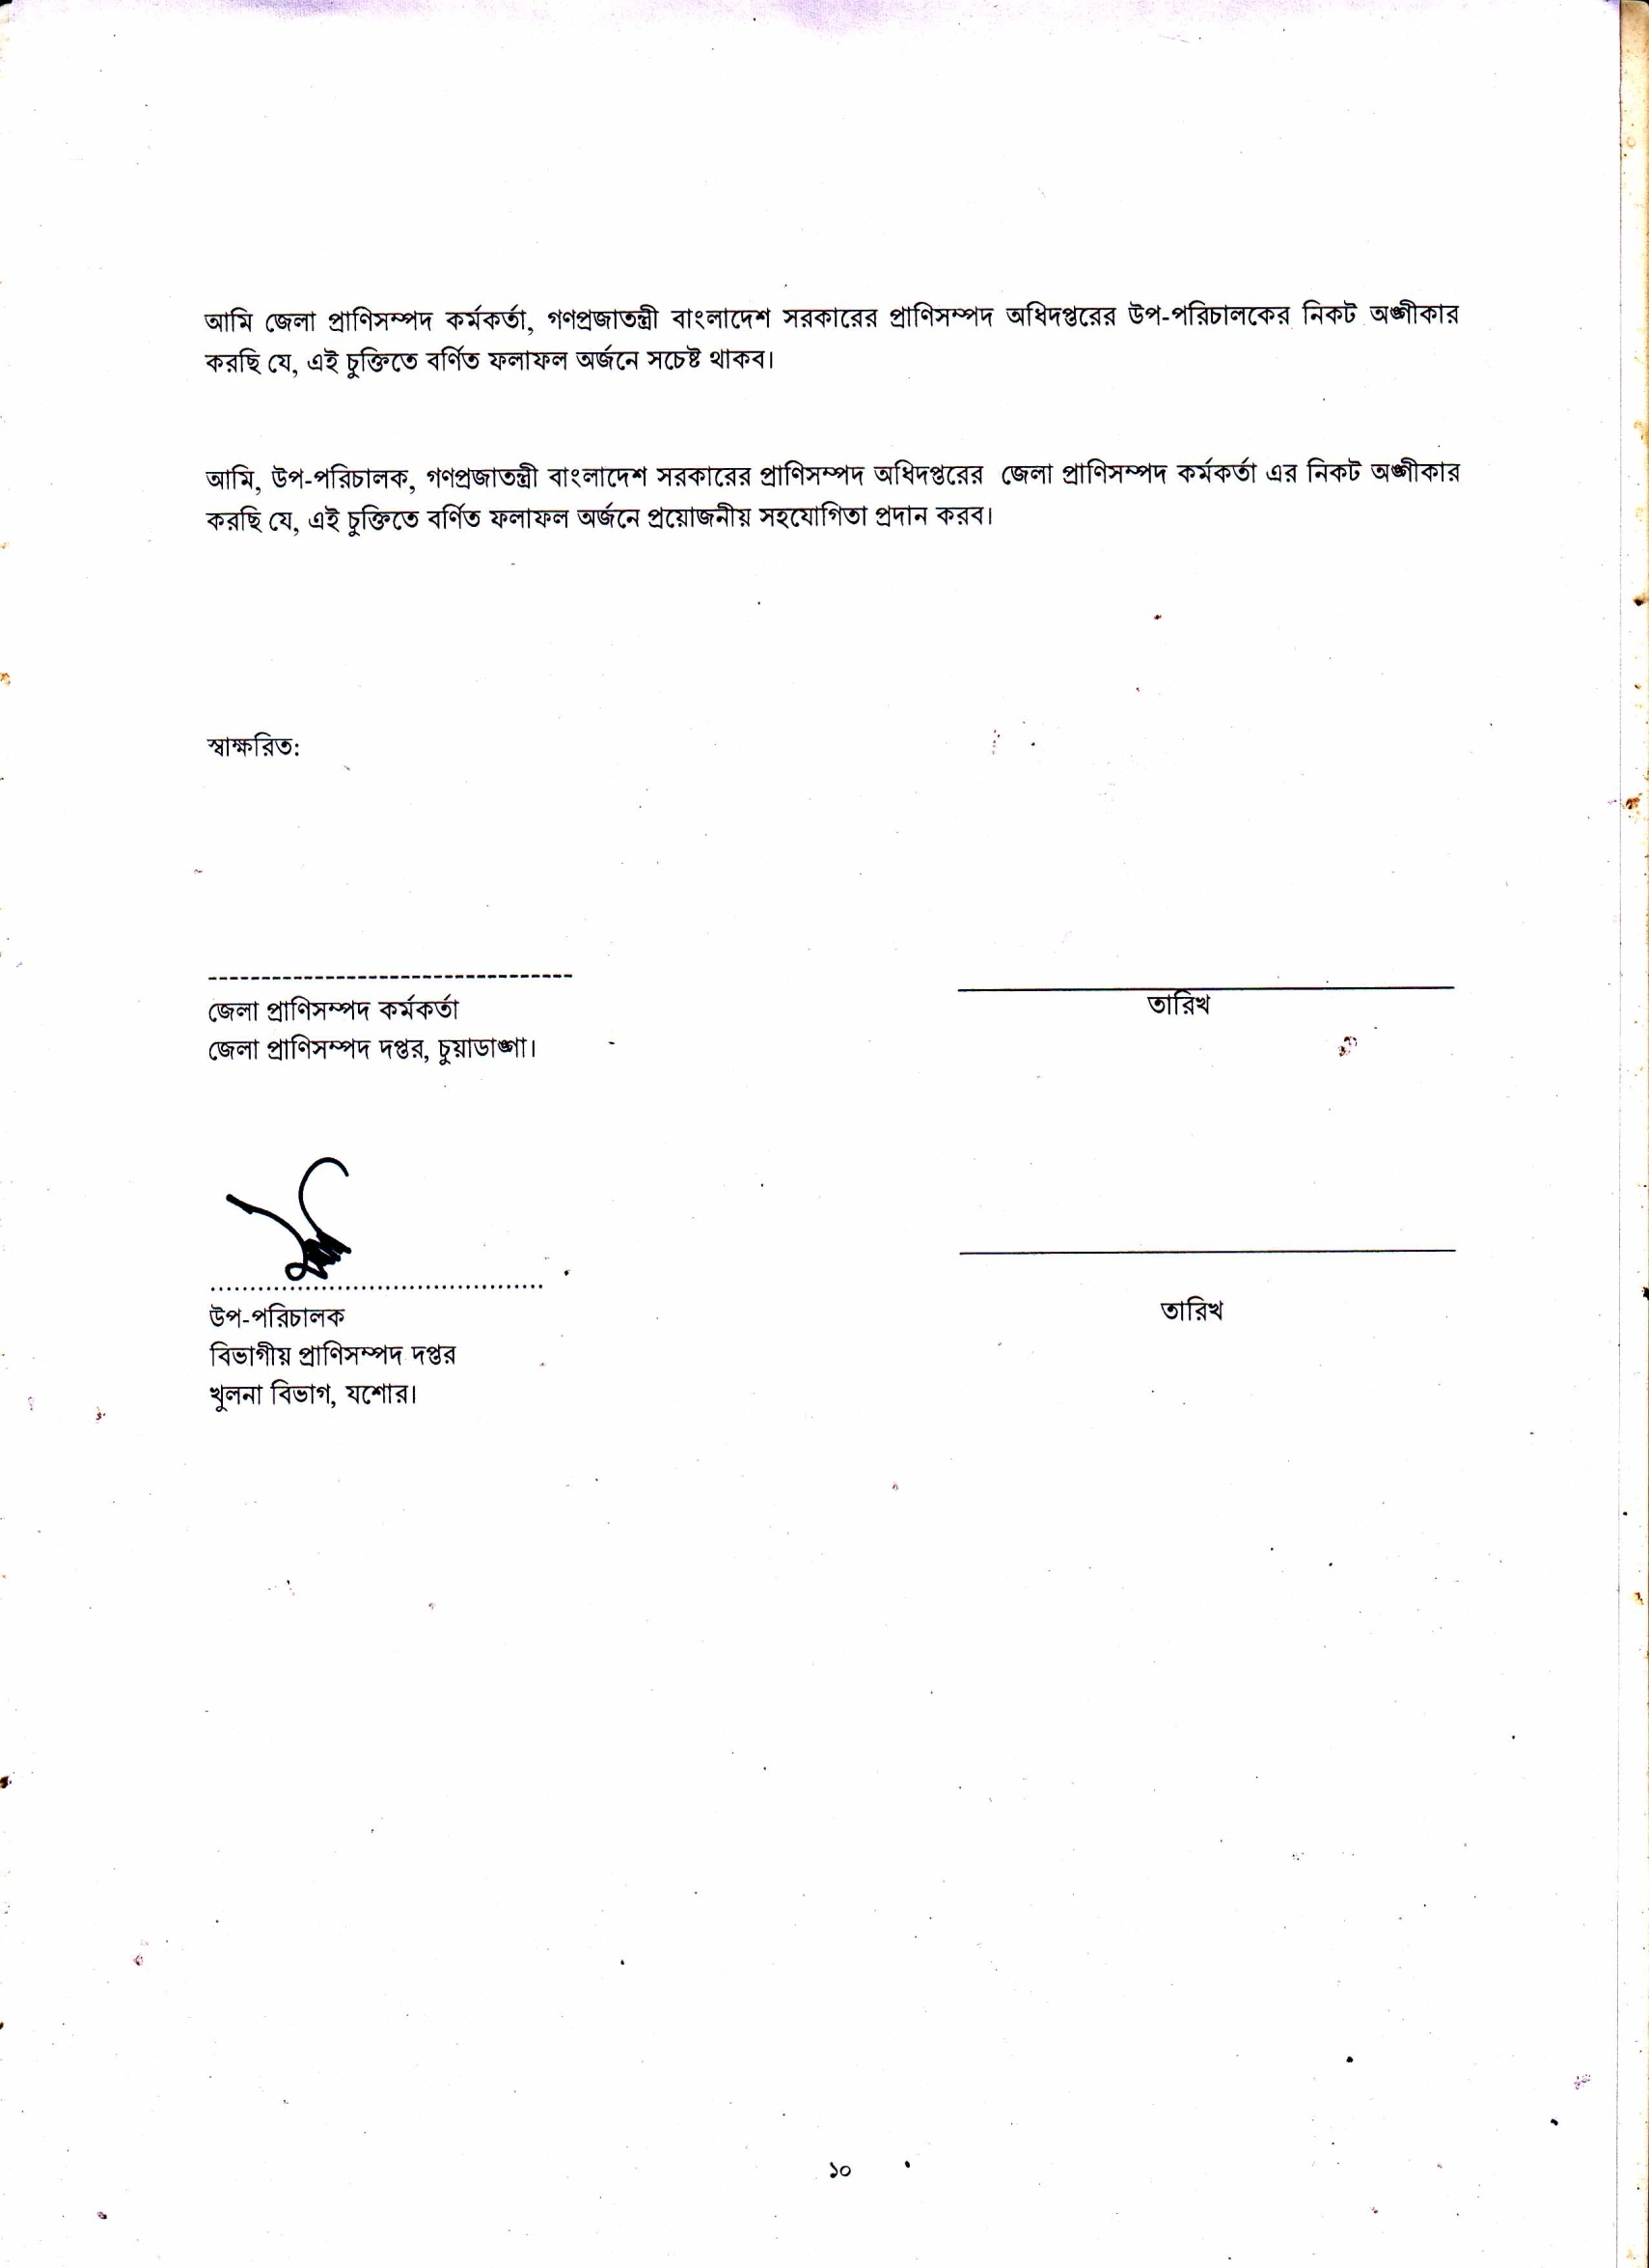 আমি জেলা প্রাণিসম্পদ কর্মকর্তা, গণপ্রজাতন্ত্রী বাংলাদেশ সরকারের প্রাণিসম্পদ অধিদপ্তরের উপ-পরিচালকের নিকট অঙ্গীকার
করছি যে, এই চুক্তিতে বর্ণিত ফলাফল অর্জনে সচেষ্ট থাকব।
আমি, উপ-পরিচালক, গণপ্রজাতন্ত্রী বাংলাদেশ সরকারের প্রাণিসম্পদ অধিদপ্তরের জেলা প্রাণিসম্পদ কর্মকর্তা এর নিকট অঙ্গীকার
করছি যে, এই চুক্তিতে বর্ণিত ফলাফল অর্জনে প্রয়োজনীয় সহযোগিতা প্রদান করব।
স্বাক্ষরিত:
জেলা প্রাণিসম্পদ কর্মকর্তা
তারিখ
জেলা প্রাণিসম্পদ দপ্তর, চুয়াডাঙ্গা।
উপ-পরিচালক
তারিখ
বিভাগীয় প্রাণিসম্পদ দপ্তর
খুলনা বিভাগ, যশোর।
১০